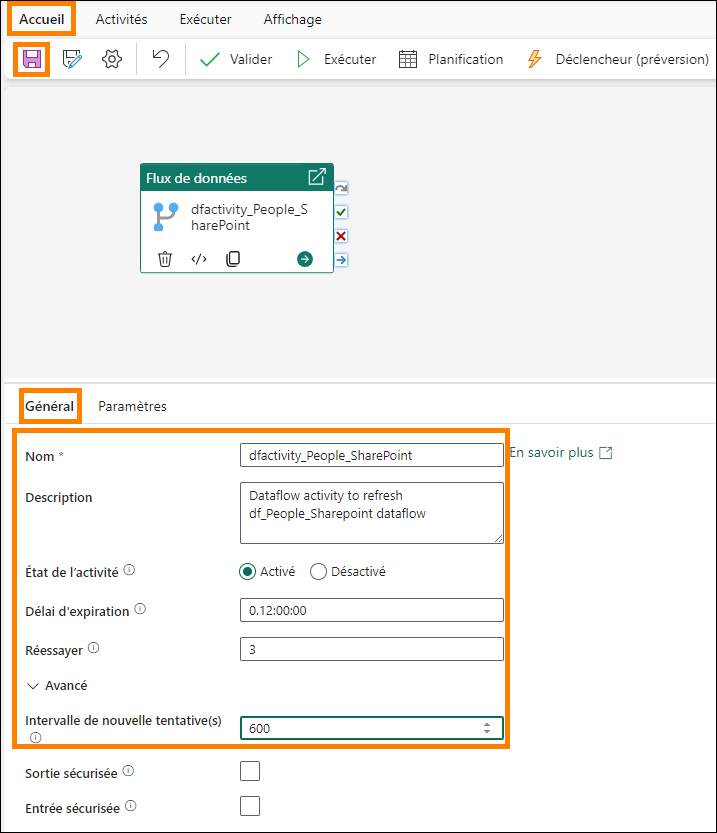 Accueil Activités Exécuter Affichage
Valider Exécuter Planification Déclencheur (préversion)
Flux de données
dfactivity_People_S
harePoint
Général Paramètres
Nom * dfactivity_People_SharePoint En savoir plus
Description Dataflow activity to refresh
df_People_Sharepoint dataflow
État de l'activité Activé Désactivé
Délai d'expiration 0.12:00:00
Réessayer 3
Avancé
Intervalle de nouvelle tentative(s) 600
Sortie sécurisée
Entrée sécurisée